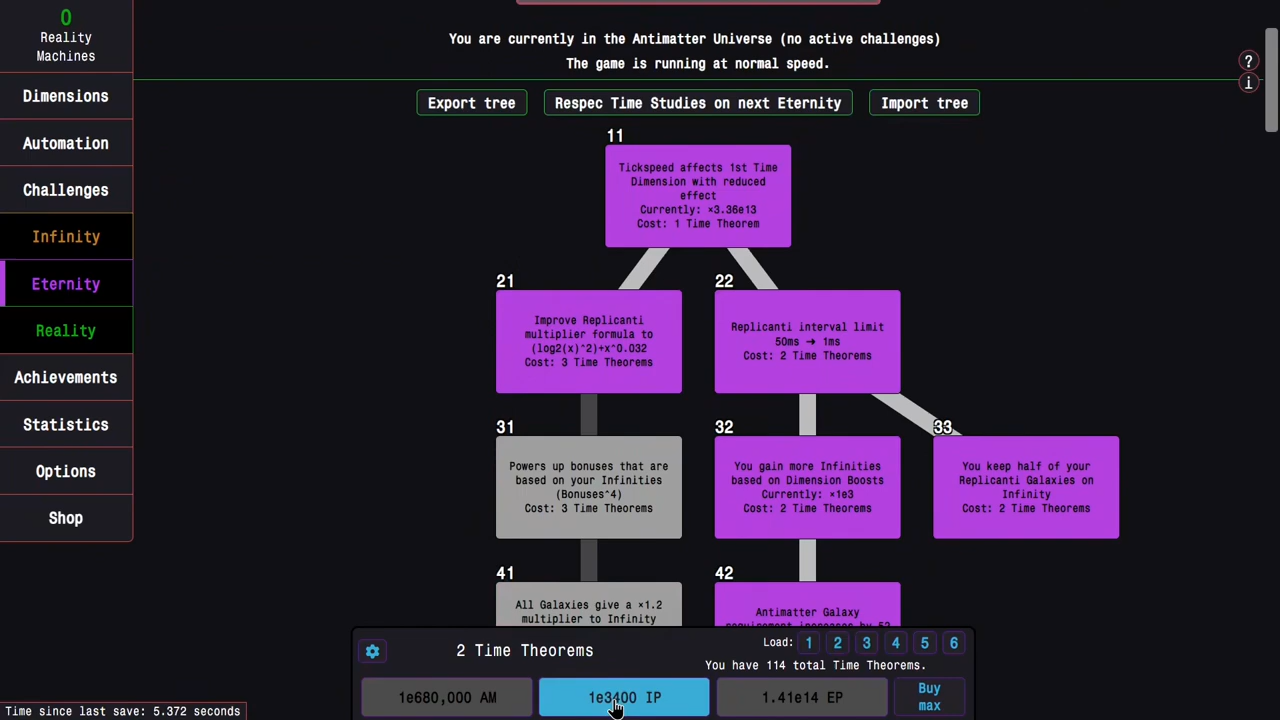 0
Reality
Machines
Dimensions
Automation
Challenges
Infinity
Eternity
Reality
Achievements
Statistics
Options
Shop
You are currently in the Antimatter Universe (no active challenges)
The game is running at normal speed.
?
i
Export tree
Respec Time Studies on next Eternity
Import tree
11
Tickspeed affects 1st Time
Dimension with reduced
effect
Currently: ×3.36e13
Cost: 1 Time Theorem
21
Improve Replicanti
multiplier formula to
(log2(x)^2)+x^0.032
Cost: 3 Time Theorems
22
Replicanti interval limit
50ms → 1ms
Cost: 2 Time Theorems
31
Powers up bonuses that are
based on your Infinities
(Bonuses^4)
Cost: 3 Time Theorems
32
You gain more Infinities
based on Dimension Boosts
Currently: ×1e3
Cost: 2 Time Theorems
33
You keep half of your
Replicanti Galaxies on
Infinity
Cost: 2 Time Theorems
41
All Galaxies give a ×1.2
multiplier to Infinity
42
Antimatter Galaxy
requirement increases by 52
2 Time Theorems
Load: 1 2 3 4 5 6
You have 114 total Time Theorems.
1e680,000 AM
1e3400 IP
1.41e14 EP
Buy
max
Time since last save: 5.372 seconds